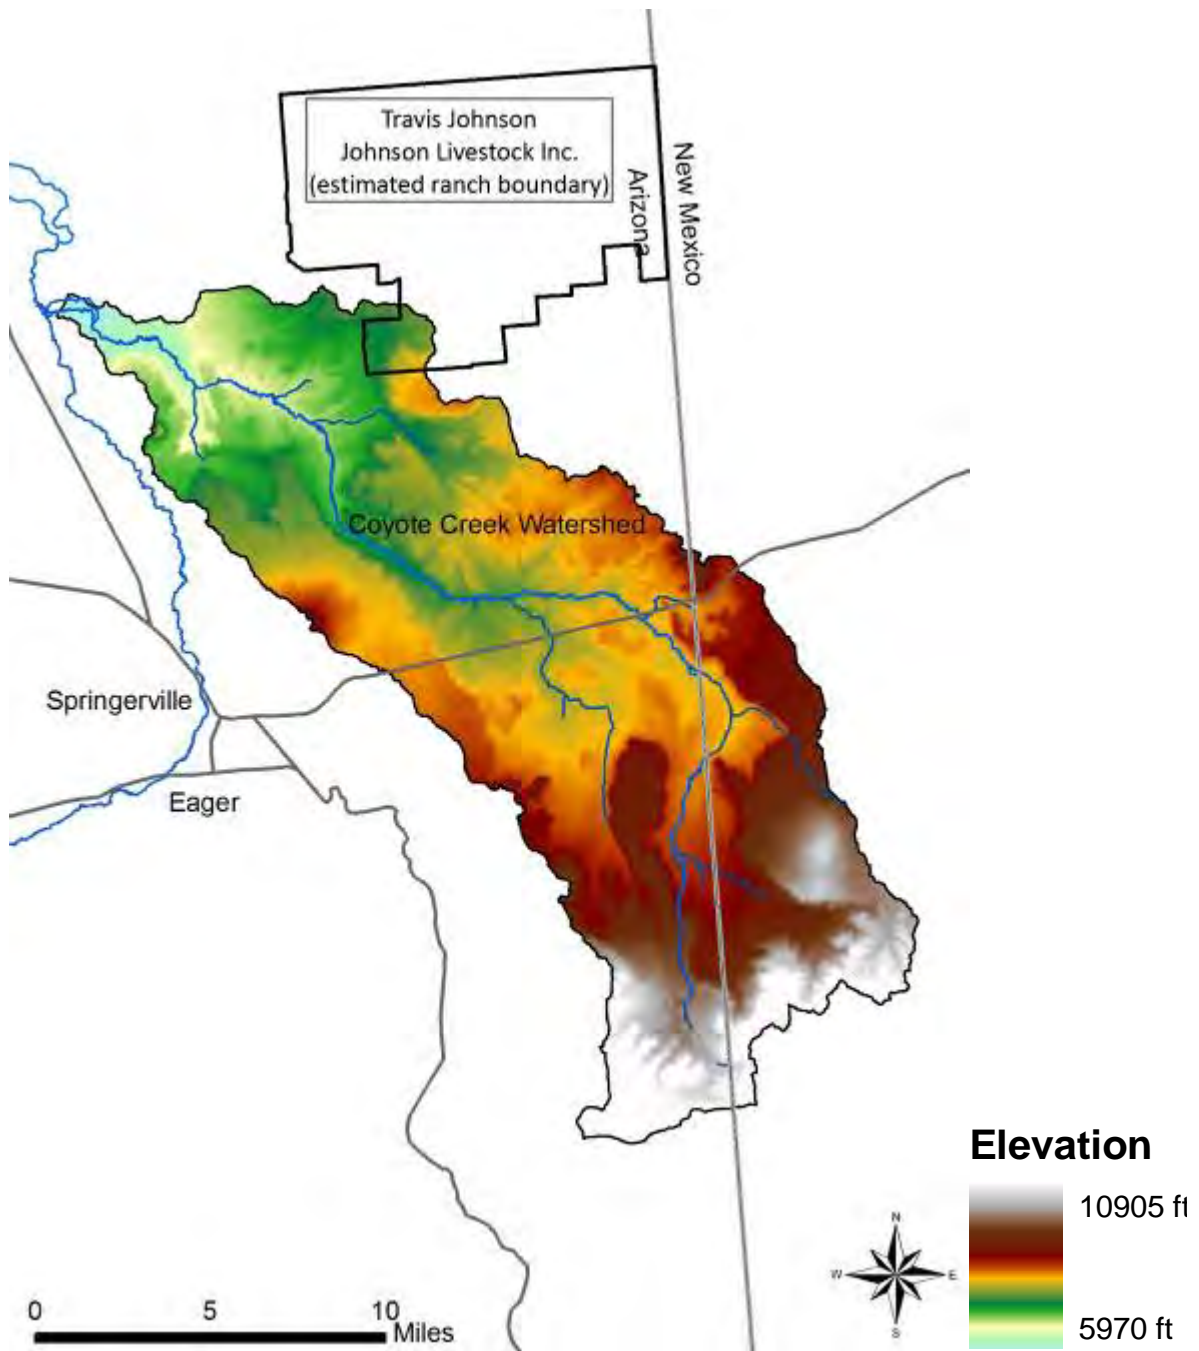 Travis Johnson
Johnson Livestock Inc.
(estimated ranch boundary)
Arizona
New Mexico
Coyote Creek Watershed
Springerville
Eager
Elevation
10905 ft
5970 ft
N
W E
S
0 5 10
Miles